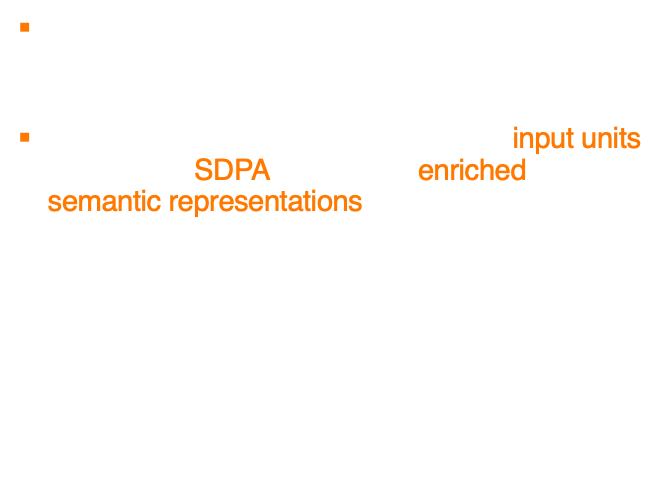 ▪
▪ input units
SDPA enriched
semantic representations